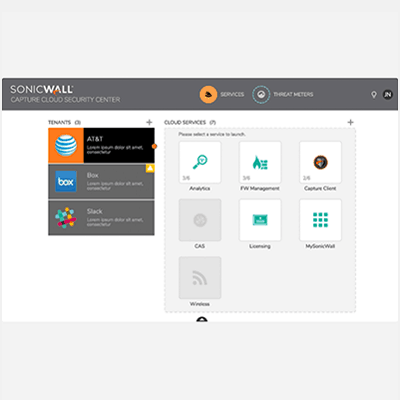 SONICWALL
CAPTURE CLOUD SECURITY CENTER
SERVICES
THREAT METERS
JN
TENANTS (3)
CLOUD SERVICES (7)
AT&T
Lorem ipsum dolor sit amet,
consectetur
Box
Lorem ipsum dolor sit amet,
consectetur
Slack
Lorem ipsum dolor sit amet,
consectetur
Please select a service to launch.
3/6
Analytics
3/6
FW Management
3/6
Capture Client
CAS
Licensing
MySonicWall
Wireless
box